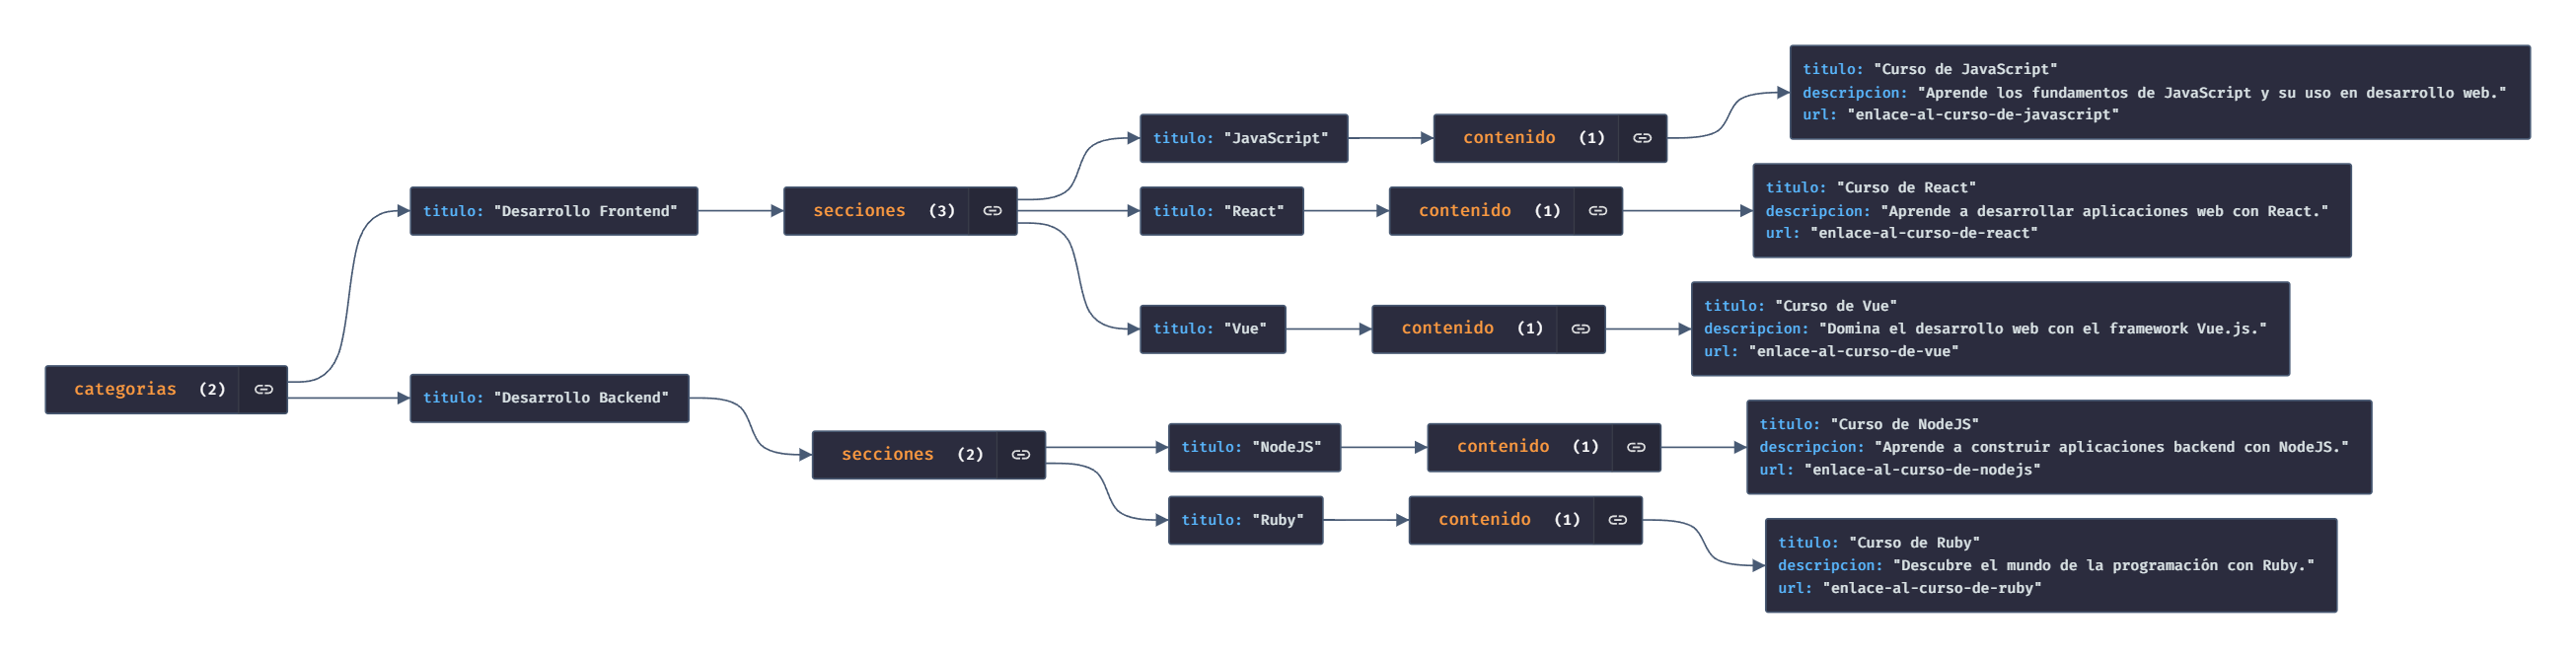 categorias (2)
titulo: "Desarrollo Frontend"
secciones (3)
titulo: "JavaScript"
contenido (1)
titulo: "Curso de JavaScript"
descripcion: "Aprende los fundamentos de JavaScript y su uso en desarrollo web."
url: "enlace-al-curso-de-javascript"
titulo: "React"
contenido (1)
titulo: "Curso de React"
descripcion: "Aprende a desarrollar aplicaciones web con React."
url: "enlace-al-curso-de-react"
titulo: "Vue"
contenido (1)
titulo: "Curso de Vue"
descripcion: "Domina el desarrollo web con el framework Vue.js."
url: "enlace-al-curso-de-vue"
titulo: "Desarrollo Backend"
secciones (2)
titulo: "NodeJS"
contenido (1)
titulo: "Curso de NodeJS"
descripcion: "Aprende a construir aplicaciones backend con NodeJS."
url: "enlace-al-curso-de-nodejs"
titulo: "Ruby"
contenido (1)
titulo: "Curso de Ruby"
descripcion: "Descubre el mundo de la programación con Ruby."
url: "enlace-al-curso-de-ruby"